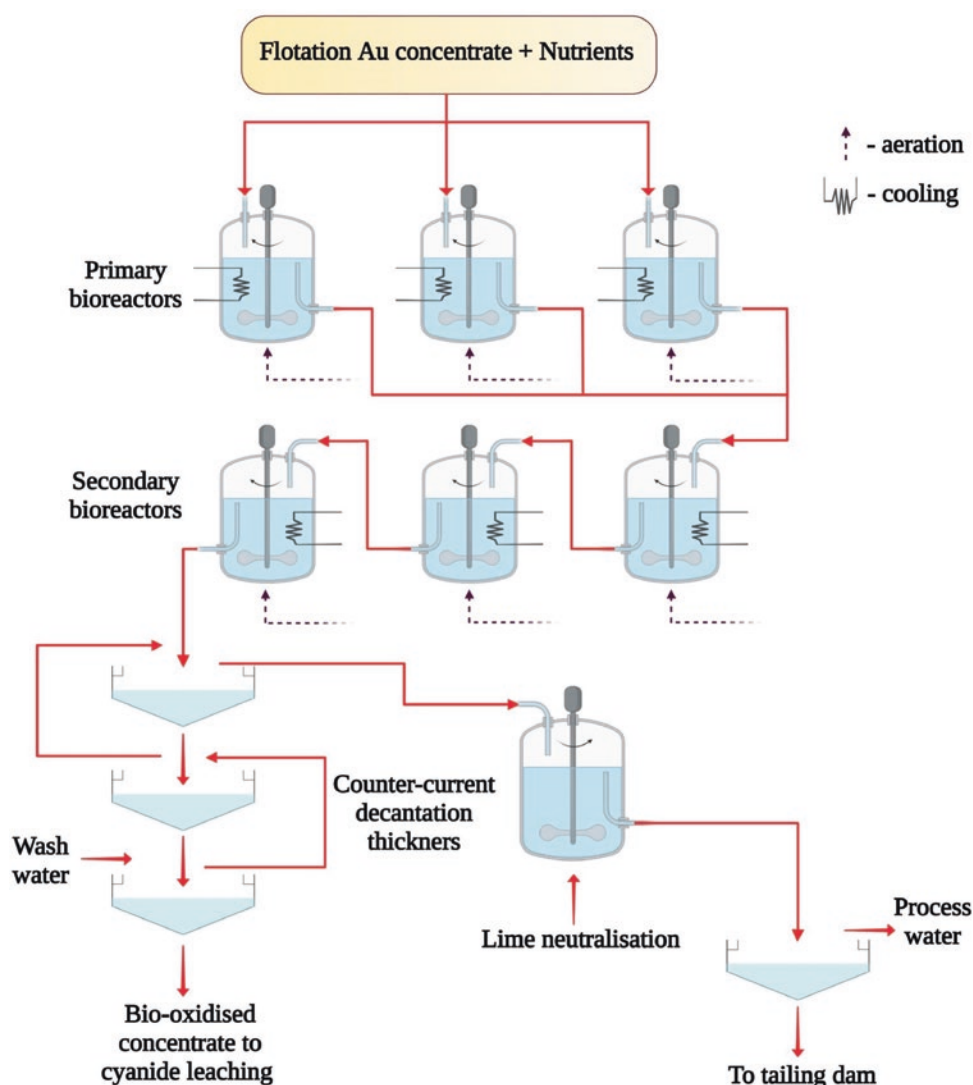 Flotation Au concentrate + Nutrients
- aeration
- cooling
Primary
bioreactors
Secondary
bioreactors
Counter-current
decantation
thickners
Wash
water
Lime neutralisation
Process
water
Bio-oxidised
concentrate to
cyanide leaching
To tailing dam